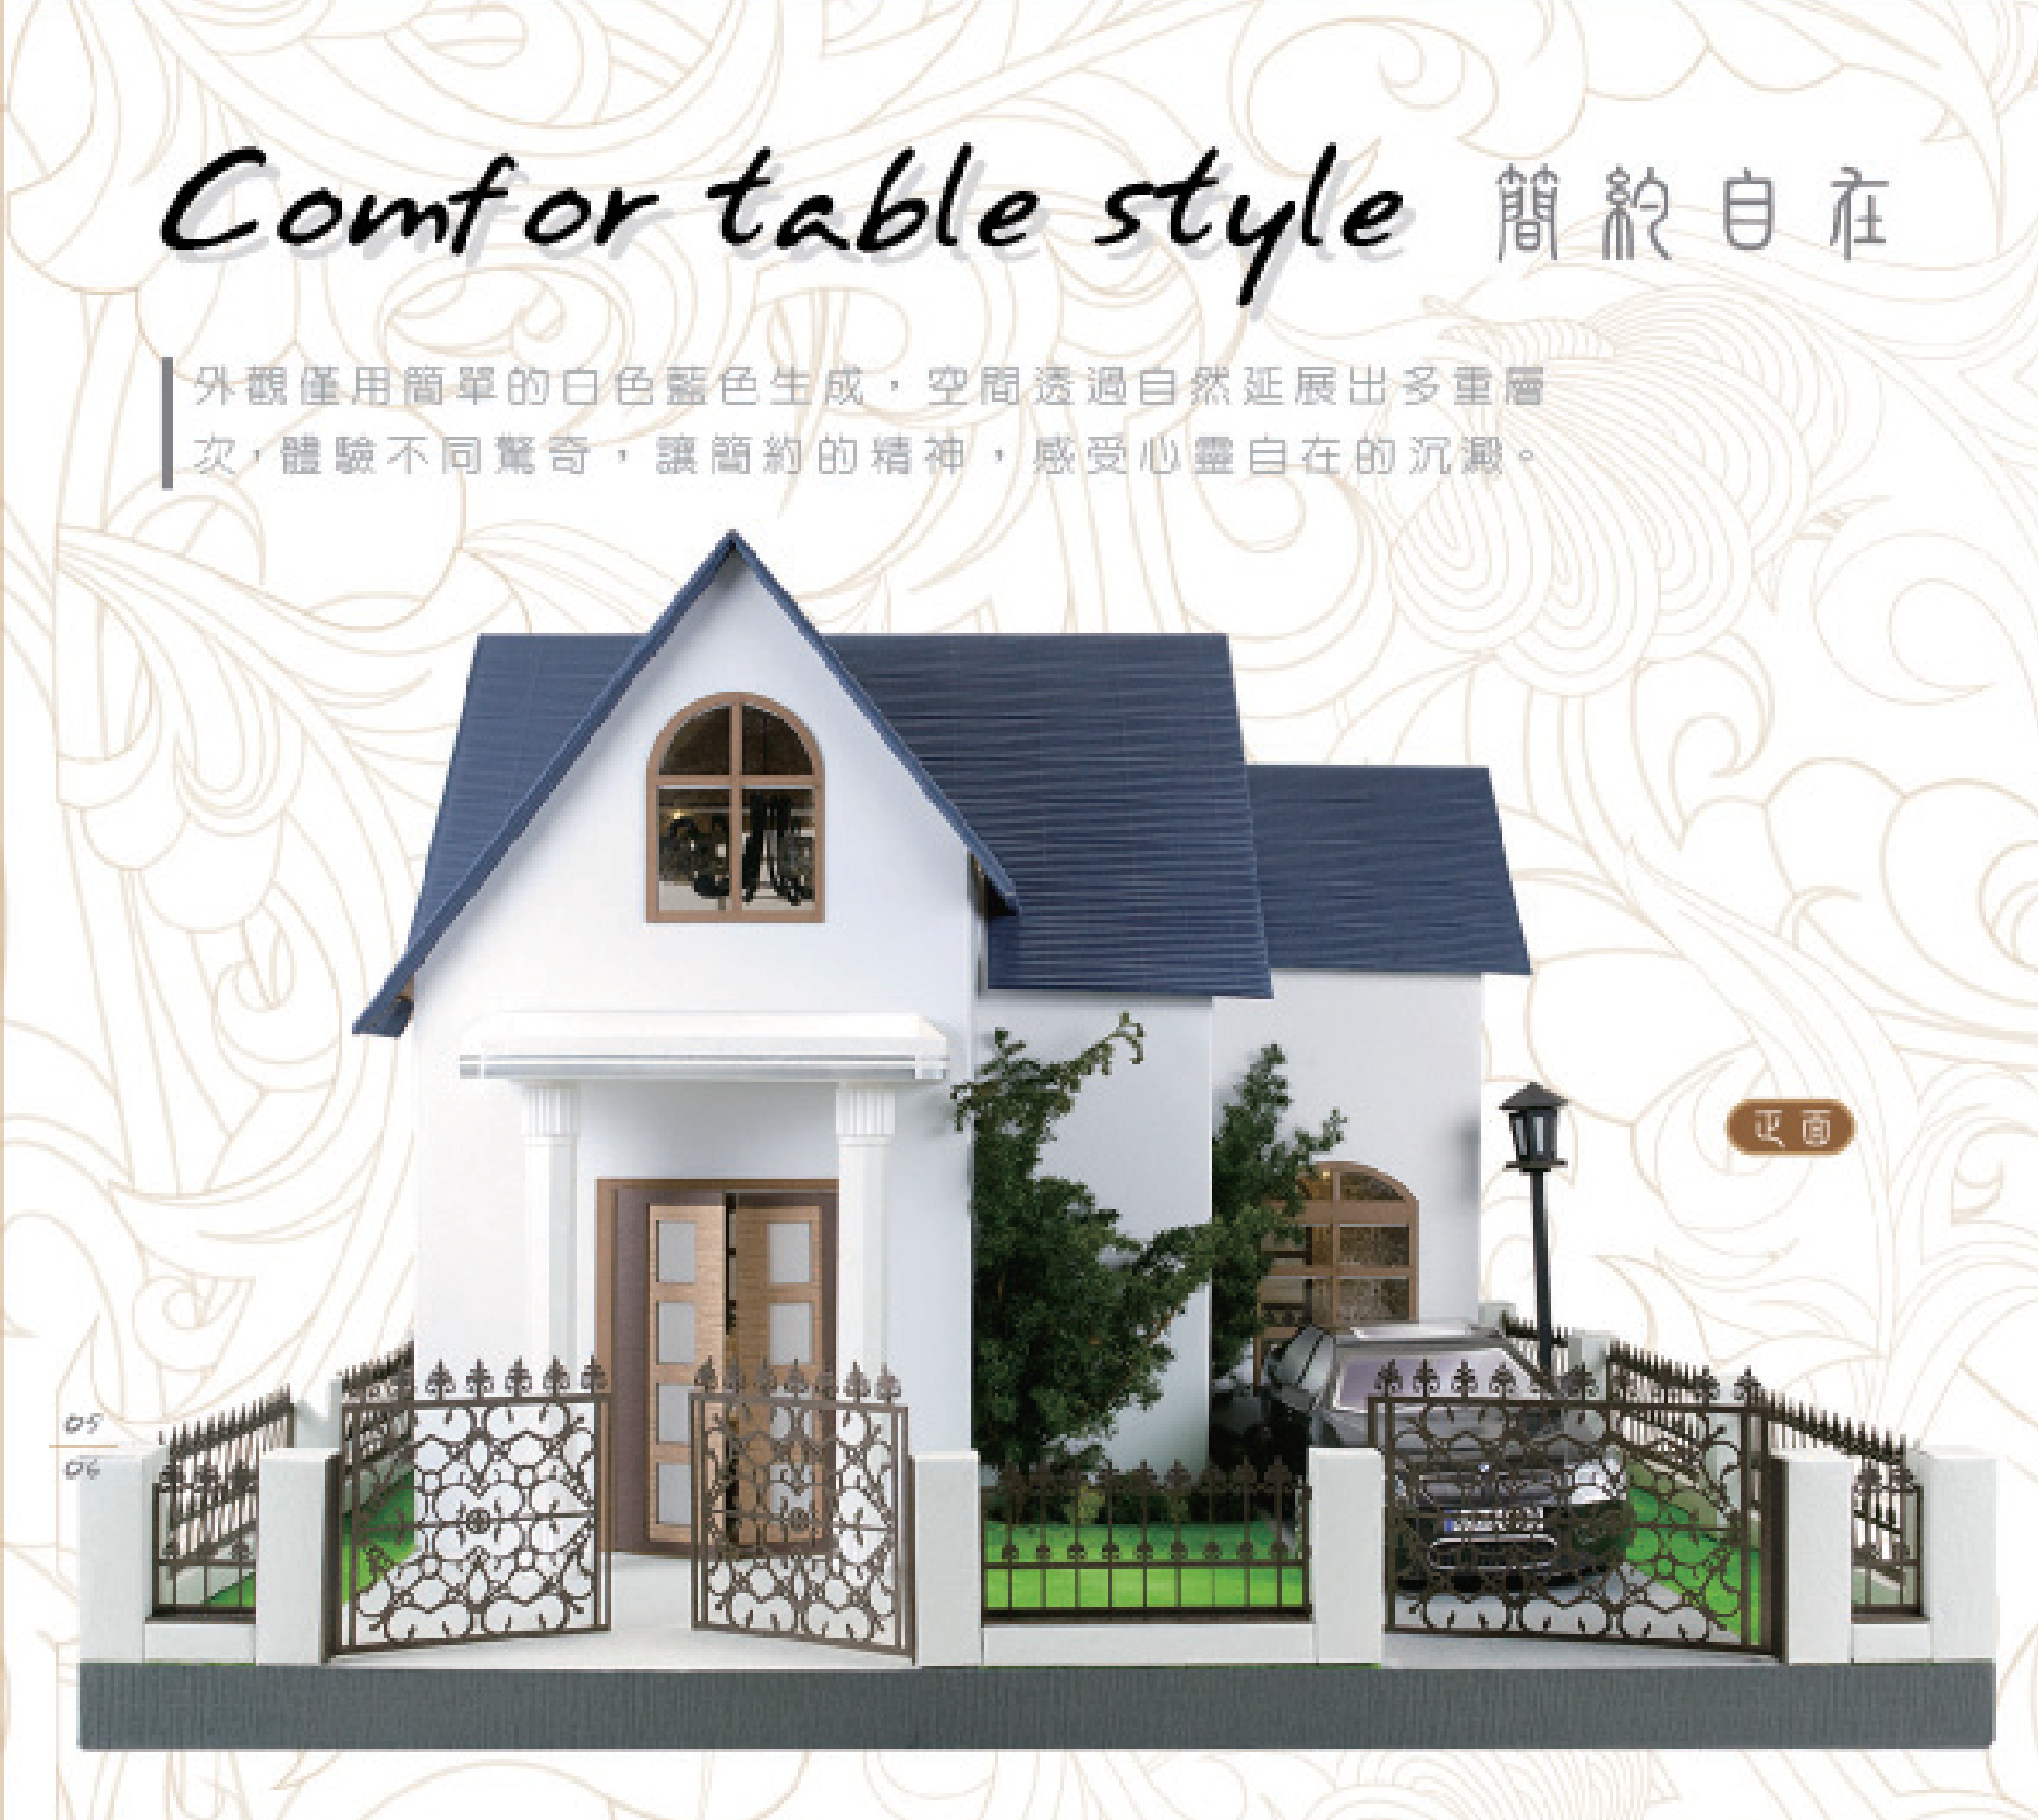 Comfor table style 簡約自在
外觀僅用簡單的白色藍色生成，空間透過自然延展出多重層
次，體驗不同驚奇，讓簡約的精神，感受心靈自在的沉澱。
正面
05
06